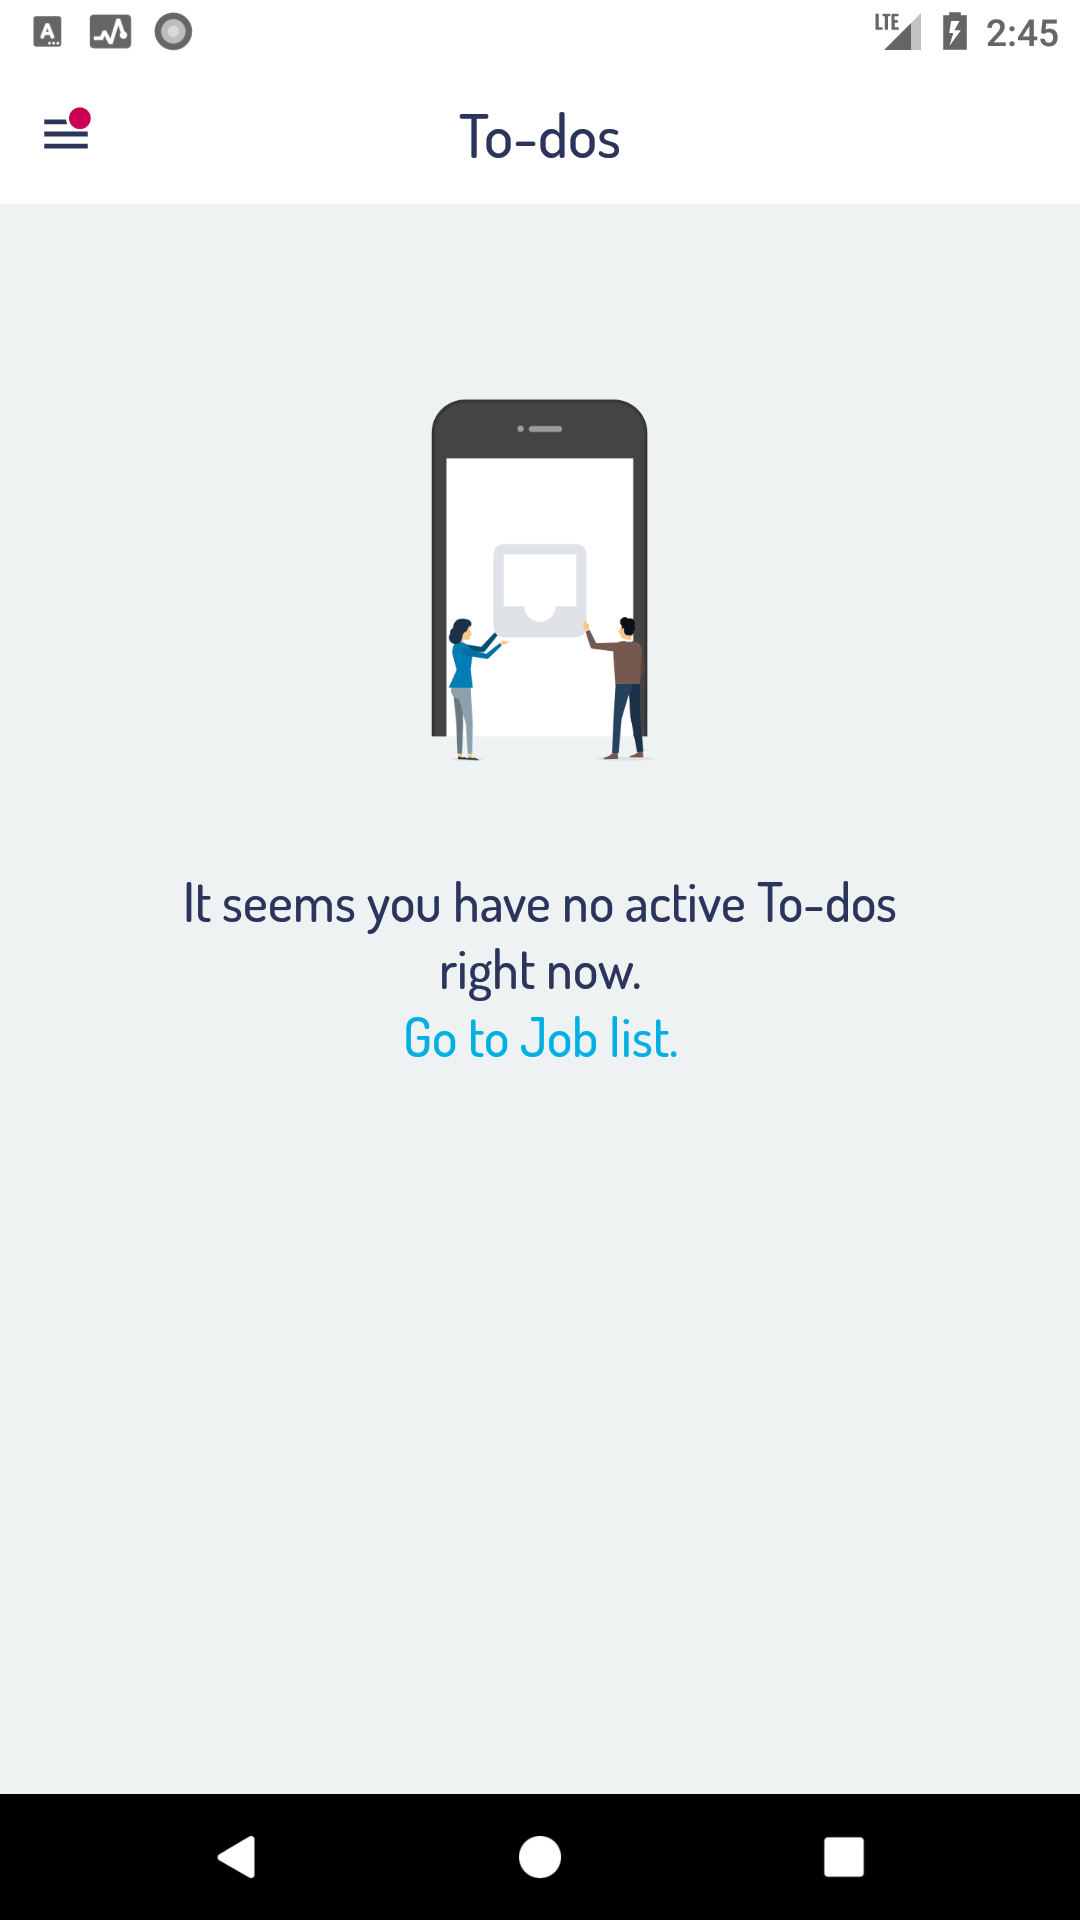 LTE 2:45
To-dos
It seems you have no active To-dos
right now.
Go to Job list.